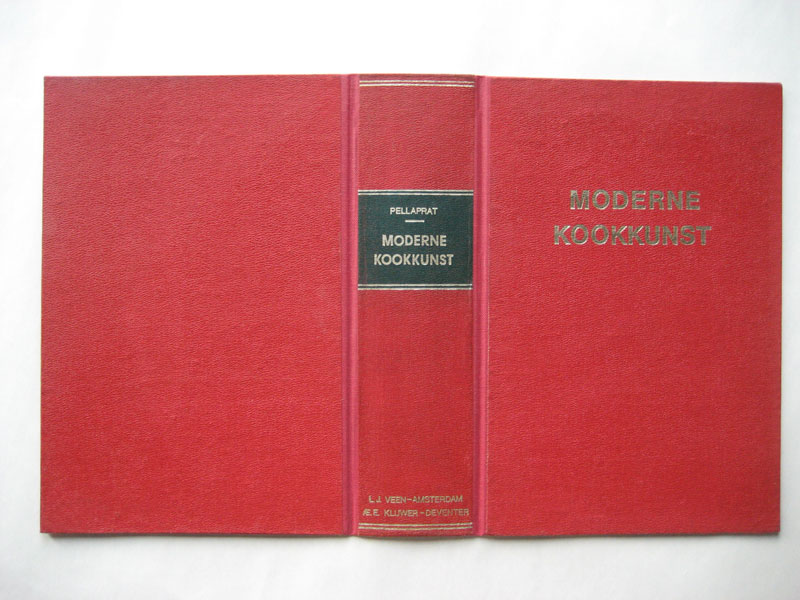 PELLAPRAT
MODERNE
KOOKKUNST
L.J. VEEN-AMSTERDAM
Æ.E. KLUWER - DEVENTER
MODERNE
KOOKKUNST